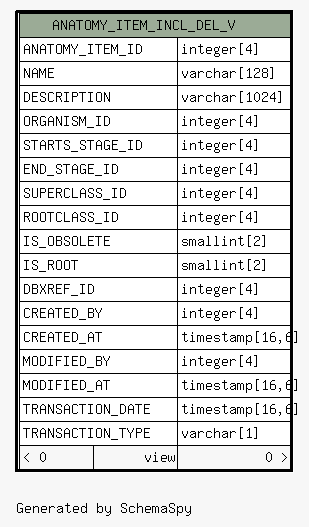 ANATOMY_ITEM_INCL_DEL_V
ANATOMY_ITEM_ID integer[4]
NAME varchar[128]
DESCRIPTION varchar[1024]
ORGANISM_ID integer[4]
STARTS_STAGE_ID integer[4]
END_STAGE_ID integer[4]
SUPERCLASS_ID integer[4]
ROOTCLASS_ID integer[4]
IS_OBSOLETE smallint[2]
IS_ROOT smallint[2]
DBXREF_ID integer[4]
CREATED_BY integer[4]
CREATED_AT timestamp[16,6]
MODIFIED_BY integer[4]
MODIFIED_AT timestamp[16,6]
TRANSACTION_DATE timestamp[16,6]
TRANSACTION_TYPE varchar[1]
< 0 view 0 >
Generated by SchemaSpy